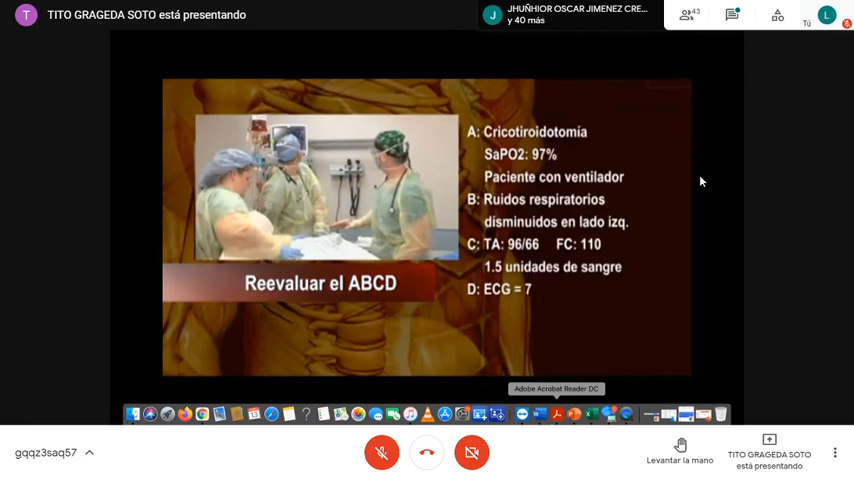 T
TITO GRAGEDA SOTO está presentando
J
JHUÑHIOR OSCAR JIMENEZ CRE...
y 40 más
43
Tú
L
A: Cricotiroidotomía
SaPO2: 97%
Paciente con ventilador
B: Ruidos respiratorios
disminuidos en lado izq.
C; TA: 96/66 FC: 110
1.5 unidades de sangre
D: ECG = 7
Reevaluar el ABCD
Adobe Acrobat Reader DC
gqqz3saq57
Levantar la mano
TITO GRAGEDA SOTO
está presentando